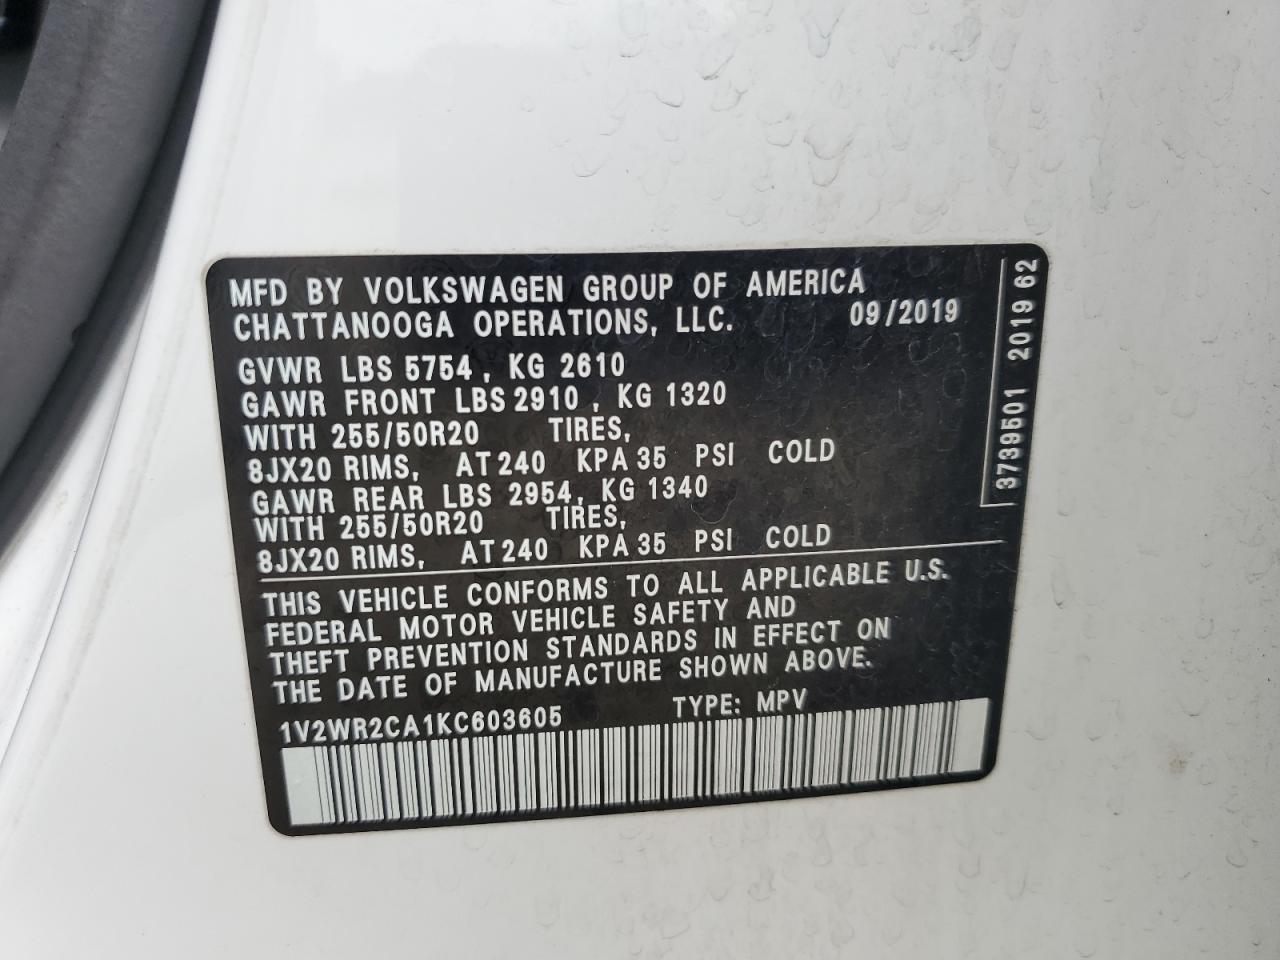 MFD BY VOLKSWAGEN GROUP OF AMERICA
CHATTANOOGA OPERATIONS, LLC. 09/2019
GVWR LBS 5754, KG 2610
GAWR FRONT LBS 2910, KG 1320
WITH 255/50R20 TIRES,
8JX20 RIMS, AT 240 KPA 35 PSI COLD
GAWR REAR LBS 2954, KG 1340
WITH 255/50R20 TIRES,
8JX20 RIMS, AT 240 KPA 35 PSI COLD
THIS VEHICLE CONFORMS TO ALL APPLICABLE U.S.
FEDERAL MOTOR VEHICLE SAFETY AND
THEFT PREVENTION STANDARDS IN EFFECT ON
THE DATE OF MANUFACTURE SHOWN ABOVE.
1V2WR2CA1KC603605 TYPE: MPV
3739501 2019 62